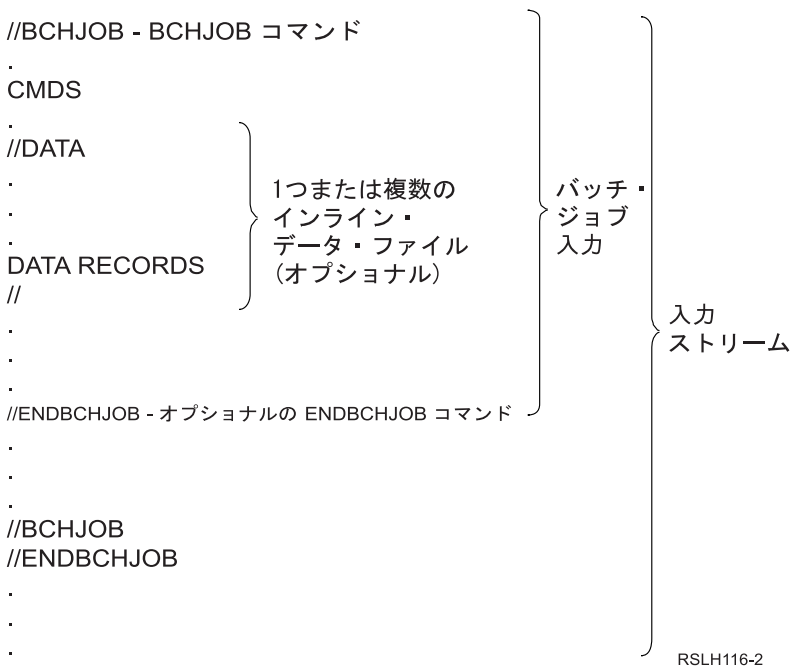 //BCHJOB - BCHJOB コマンド
.
CMDS
.
//DATA
.
.
.
DATA RECORDS
//
.
.
.
//ENDBCHJOB - オプショナルの ENDBCHJOB コマンド
.
.
.
//BCHJOB
//ENDBCHJOB
.
.
.
1つまたは複数の
インライン・
データ・ファイル
(オプショナル)
バッチ・
ジョブ
入力
入力
ストリーム
RSLH116-2